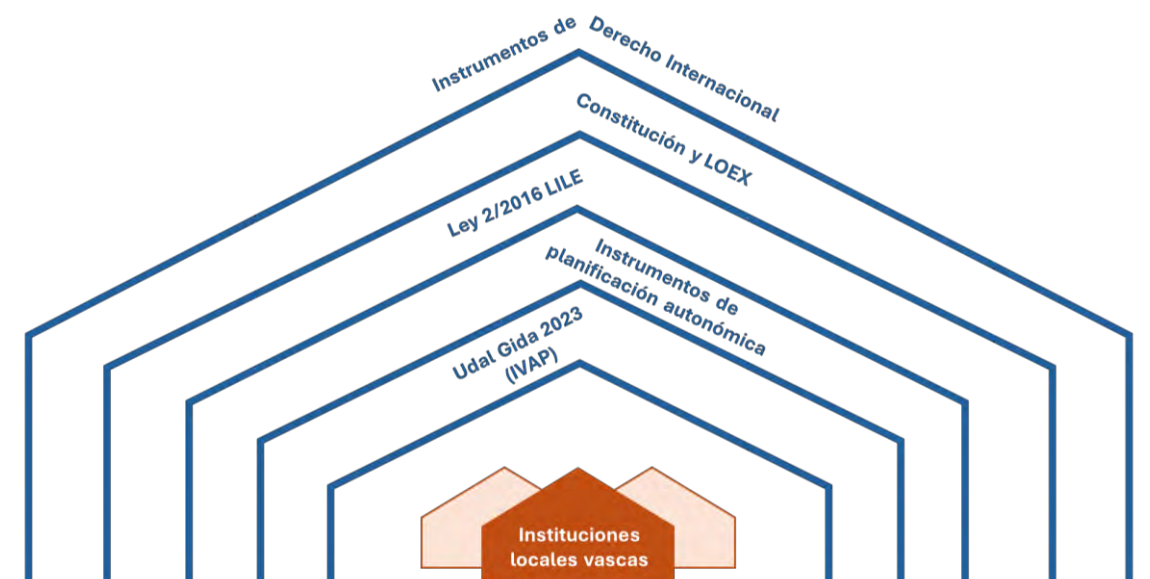 Instrumentos de Derecho Internacional
Constitución y LOEX
Ley 2/2016 LILE
Instrumentos de
planificación autonómica
Udal Gida 2023
(IVAP)
Instituciones
locales vascas